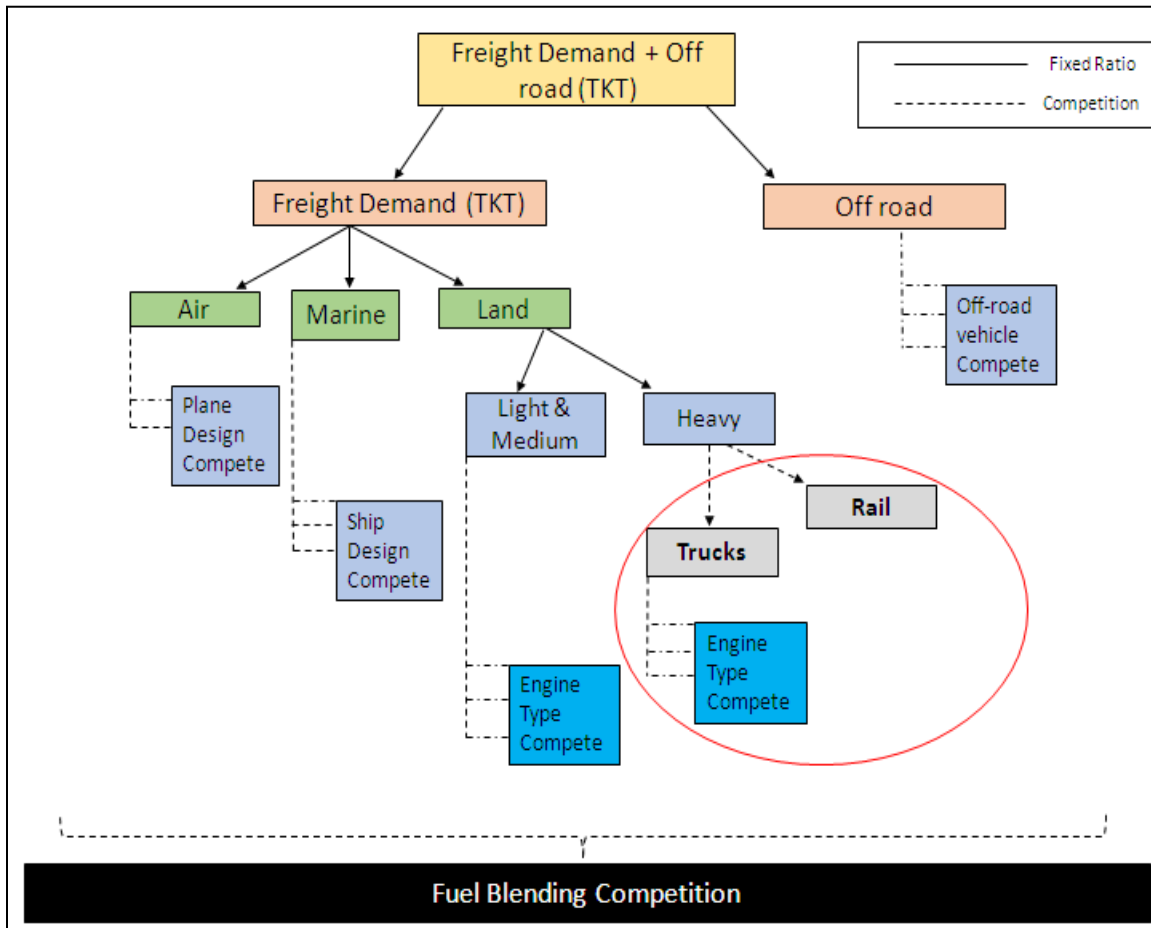 Freight Demand + Off
road (TKT)
Fixed Ratio
Competition
Freight Demand (TKT)
Off road
Air
Marine
Land
Off-road
vehicle
Compete
Plane
Design
Compete
Light &
Medium
Heavy
Rail
Ship
Design
Compete
Trucks
Engine
Type
Compete
Engine
Type
Compete
Fuel Blending Competition